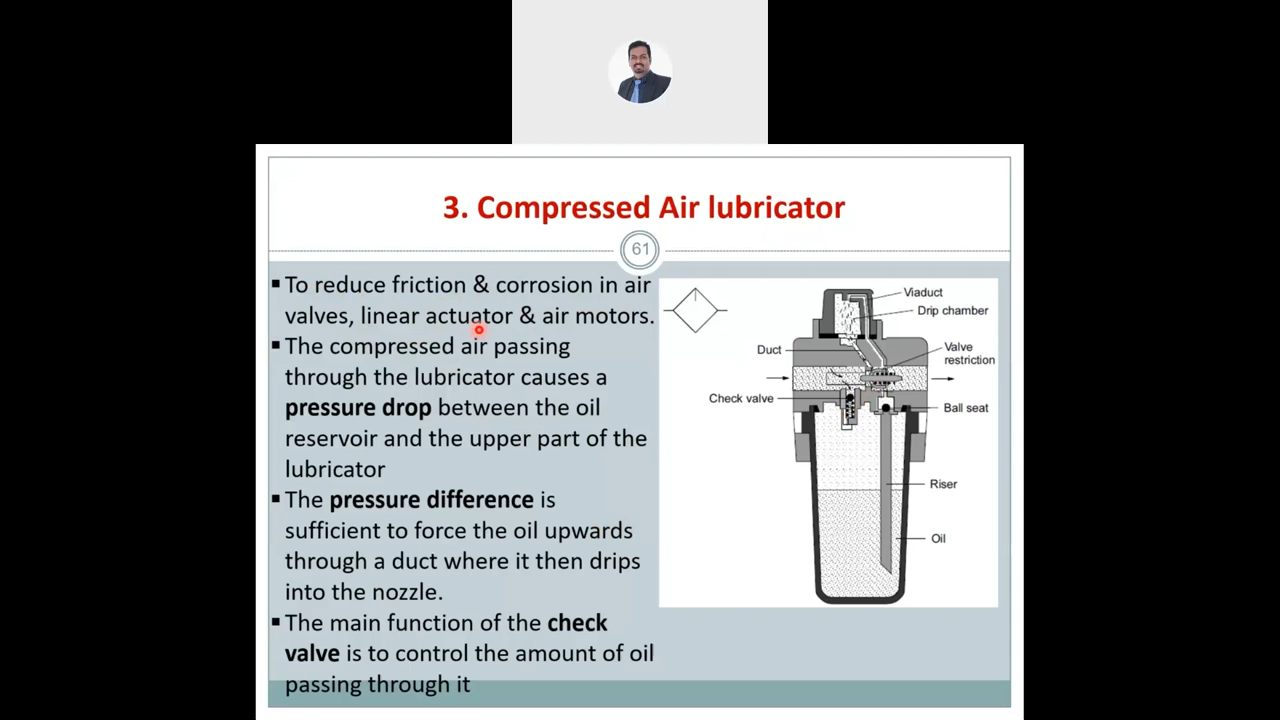 3. Compressed Air lubricator
61
▪To reduce friction & corrosion in air
valves, linear actuator & air motors.
▪The compressed air passing
through the lubricator causes a
pressure drop between the oil
reservoir and the upper part of the
lubricator
▪The pressure difference is
sufficient to force the oil upwards
through a duct where it then drips
into the nozzle.
▪The main function of the check
valve is to control the amount of oil
passing through it
Viaduct
Drip chamber
Duct
Valve
restriction
Check valve
Ball seat
Riser
Oil